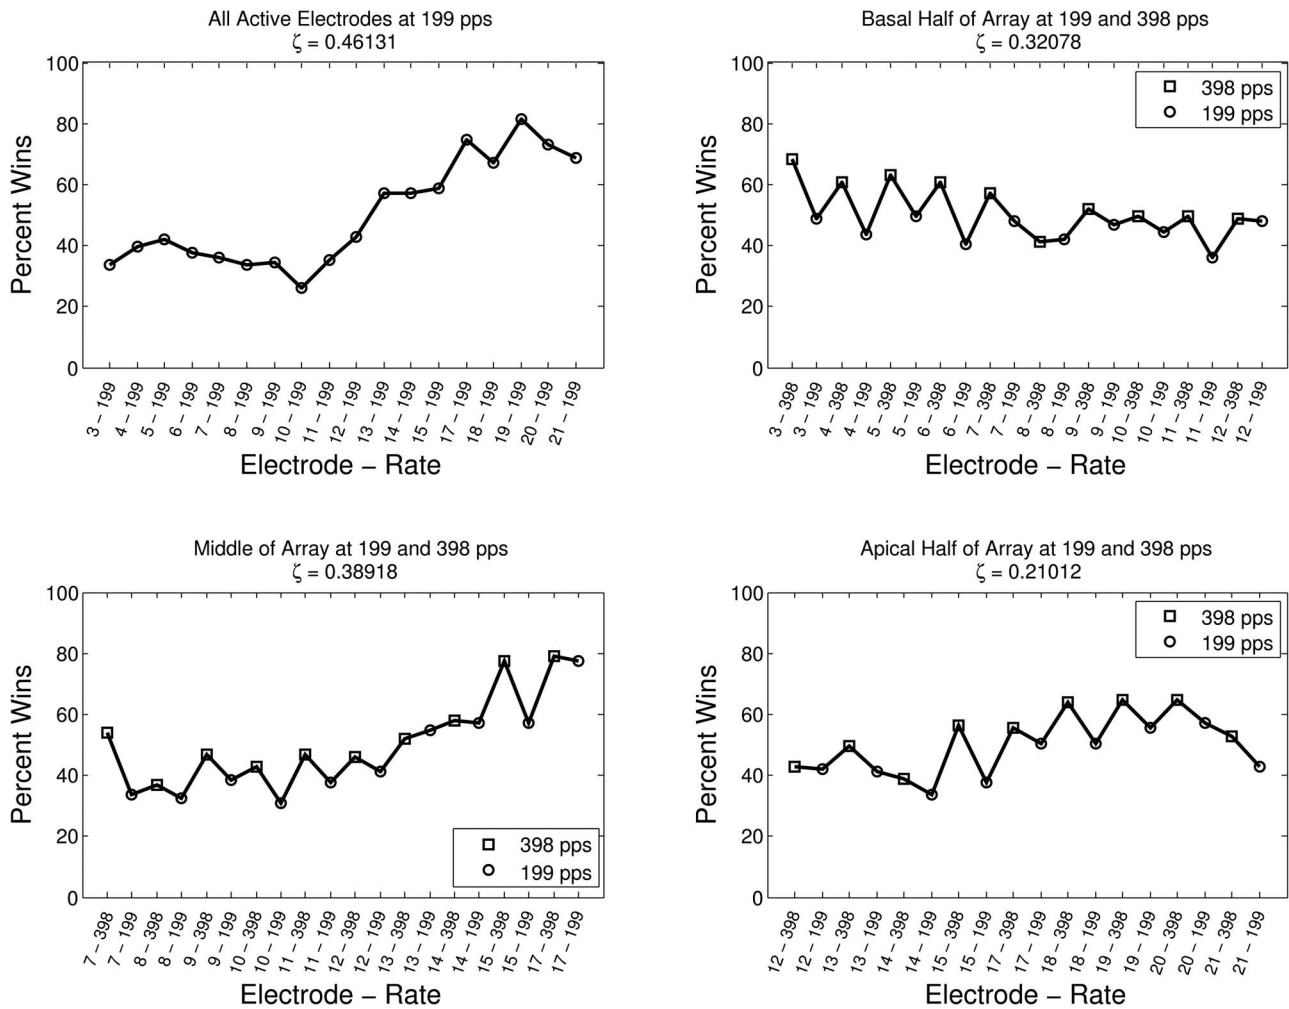 All Active Electrodes at 199 pps
ζ = 0.46131
Percent Wins
100
80
60
40
20
0
3 – 199
4 – 199
5 – 199
6 – 199
7 – 199
8 – 199
9 – 199
10 – 199
11 – 199
12 – 199
13 – 199
14 – 199
15 – 199
17 – 199
18 – 199
19 – 199
20 – 199
21 – 199
Electrode – Rate
Basal Half of Array at 199 and 398 pps
ζ = 0.32078
398 pps
199 pps
Percent Wins
100
80
60
40
20
0
3 – 398
3 – 199
4 – 398
4 – 199
5 – 398
5 – 199
6 – 398
6 – 199
7 – 398
7 – 199
8 – 398
8 – 199
9 – 398
9 – 199
10 – 398
10 – 199
11 – 398
11 – 199
12 – 398
12 – 199
Electrode – Rate
Middle of Array at 199 and 398 pps
ζ = 0.38918
Percent Wins
100
80
60
40
20
0
398 pps
199 pps
7 – 398
7 – 199
8 – 398
8 – 199
9 – 398
9 – 199
10 – 398
10 – 199
11 – 398
11 – 199
12 – 398
12 – 199
13 – 398
13 – 199
14 – 398
14 – 199
15 – 398
15 – 199
17 – 398
17 – 199
Electrode – Rate
Apical Half of Array at 199 and 398 pps
ζ = 0.21012
398 pps
199 pps
Percent Wins
100
80
60
40
20
0
12 – 398
12 – 199
13 – 398
13 – 199
14 – 398
14 – 199
15 – 398
15 – 199
17 – 398
17 – 199
18 – 398
18 – 199
19 – 398
19 – 199
20 – 398
20 – 199
21 – 398
21 – 199
Electrode – Rate